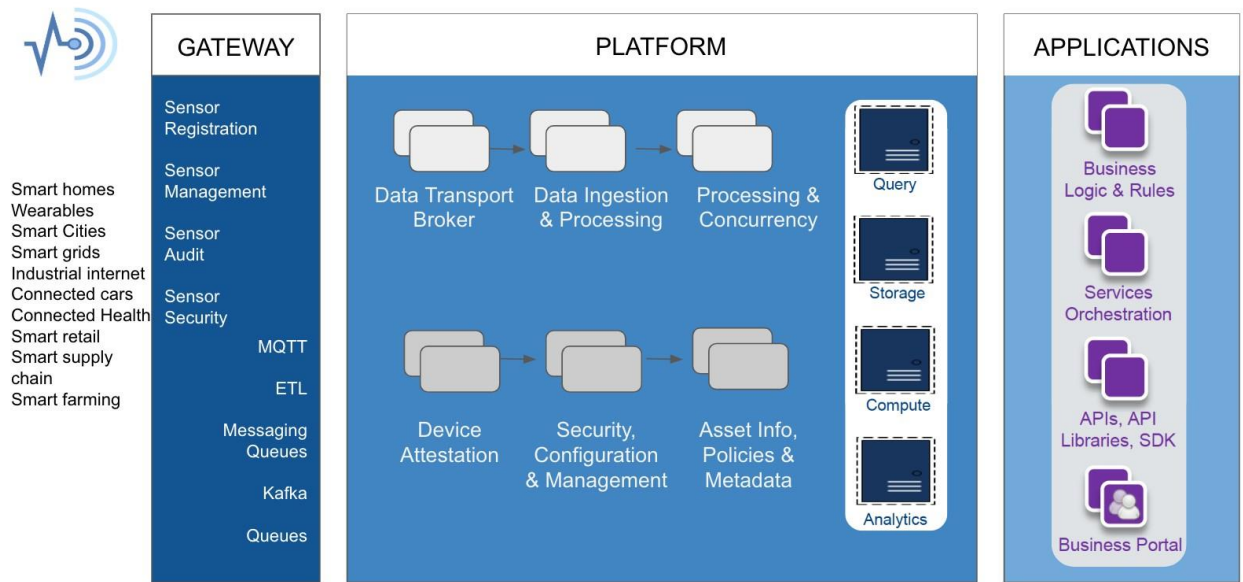 GATEWAY
PLATFORM
APPLICATIONS
Smart homes
Wearables
Smart Cities
Smart grids
Industrial internet
Connected cars
Connected Health
Smart retail
Smart supply
chain
Smart farming
Sensor
Registration
Sensor
Management
Sensor
Audit
Sensor
Security
MQTT
ETL
Messaging
Queues
Kafka
Queues
Data Transport
Broker
Data Ingestion
& Processing
Processing &
Concurrency
Device
Attestation
Security,
Configuration
& Management
Asset Info,
Policies &
Metadata
Query
Storage
Compute
Analytics
Business
Logic & Rules
Services
Orchestration
APIs, API
Libraries, SDK
Business Portal